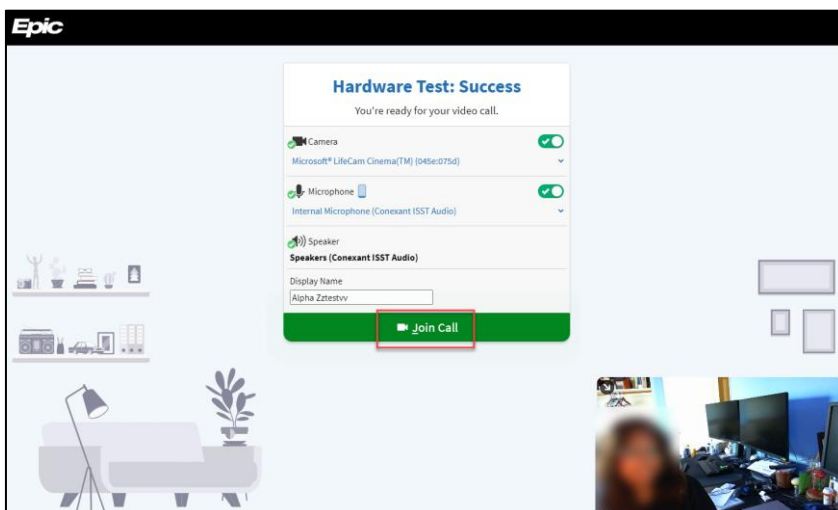 Epic
Hardware Test: Success
You're ready for your video call.
Camera
Microsoft® LifeCam Cinema(TM) (045e:075d)
Microphone
Internal Microphone (Conexant ISST Audio)
Speaker
Speakers (Conexant ISST Audio)
Display Name
Alpha Zztestvv
Join Call